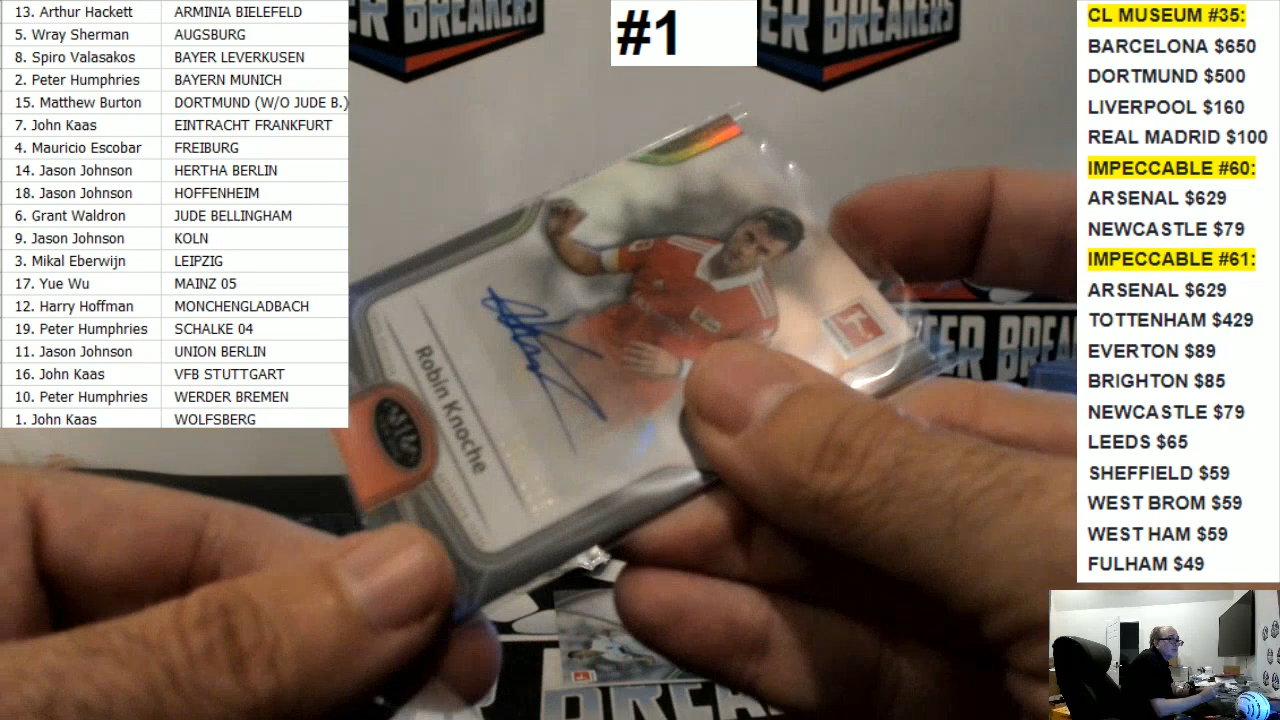 13. Arthur Hackett ARMINIA BIELEFELD
5. Wray Sherman AUGSBURG
8. Spiro Valasakos BAYER LEVERKUSEN
2. Peter Humphries BAYERN MUNICH
15. Matthew Burton DORTMUND (W/O JUDE B.)
7. John Kaas EINTRACHT FRANKFURT
4. Mauricio Escobar FREIBURG
14. Jason Johnson HERTHA BERLIN
18. Jason Johnson HOFFENHEIM
6. Grant Waldron JUDE BELLINGHAM
9. Jason Johnson KOLN
3. Mikal Eberwijn LEIPZIG
17. Yue Wu MAINZ 05
12. Harry Hoffman MONCHENGLADBACH
19. Peter Humphries SCHALKE 04
11. Jason Johnson UNION BERLIN
16. John Kaas VFB STUTTGART
10. Peter Humphries WERDER BREMEN
1. John Kaas WOLFSBERG
#1
BREAKERS
Robin Knoche
CL MUSEUM #35:
BARCELONA $650
DORTMUND $500
LIVERPOOL $160
REAL MADRID $100
IMPECCABLE #60:
ARSENAL $629
NEWCASTLE $79
IMPECCABLE #61:
ARSENAL $629
TOTTENHAM $429
EVERTON $89
BRIGHTON $85
NEWCASTLE $79
LEEDS $65
SHEFFIELD $59
WEST BROM $59
WEST HAM $59
FULHAM $49